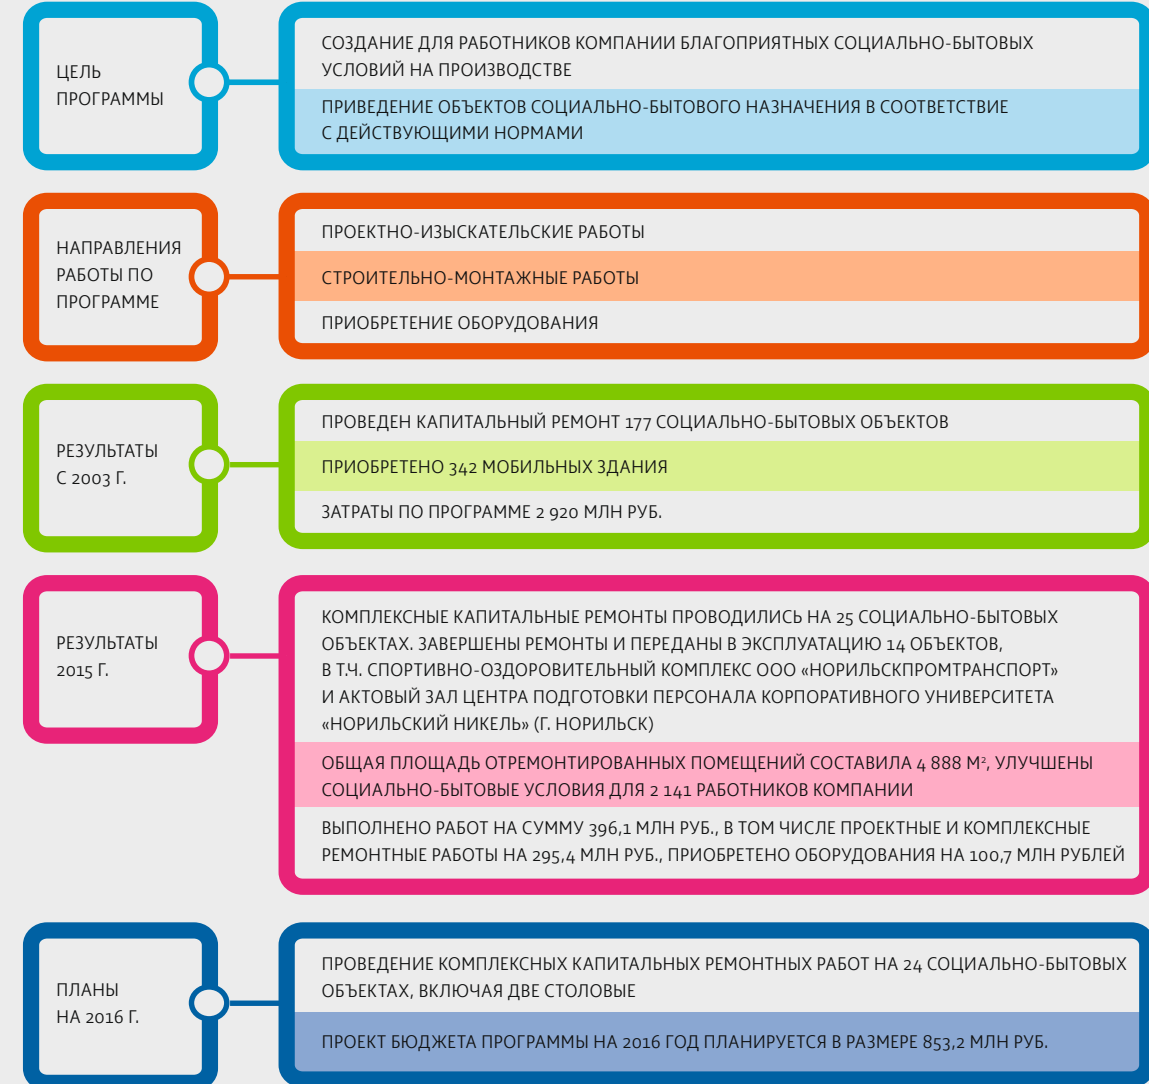 ЦЕЛЬ
ПРОГРАММЫ
СОЗДАНИЕ ДЛЯ РАБОТНИКОВ КОМПАНИИ БЛАГОПРИЯТНЫХ СОЦИАЛЬНО-БЫТОВЫХ
УСЛОВИЙ НА ПРОИЗВОДСТВЕ
ПРИВЕДЕНИЕ ОБЪЕКТОВ СОЦИАЛЬНО-БЫТОВОГО НАЗНАЧЕНИЯ В СООТВЕТСТВИЕ
С ДЕЙСТВУЮЩИМИ НОРМАМИ
НАПРАВЛЕНИЯ
РАБОТЫ ПО
ПРОГРАММЕ
ПРОЕКТНО-ИЗЫСКАТЕЛЬСКИЕ РАБОТЫ
СТРОИТЕЛЬНО-МОНТАЖНЫЕ РАБОТЫ
ПРИОБРЕТЕНИЕ ОБОРУДОВАНИЯ
РЕЗУЛЬТАТЫ
С 2003 Г.
ПРОВЕДЕН КАПИТАЛЬНЫЙ РЕМОНТ 177 СОЦИАЛЬНО-БЫТОВЫХ ОБЪЕКТОВ
ПРИОБРЕТЕНО 342 МОБИЛЬНЫХ ЗДАНИЯ
ЗАТРАТЫ ПО ПРОГРАММЕ 2 920 МЛН РУБ.
РЕЗУЛЬТАТЫ
2015 Г.
КОМПЛЕКСНЫЕ КАПИТАЛЬНЫЕ РЕМОНТЫ ПРОВОДИЛИСЬ НА 25 СОЦИАЛЬНО-БЫТОВЫХ
ОБЪЕКТАХ. ЗАВЕРШЕНЫ РЕМОНТЫ И ПЕРЕДАНЫ В ЭКСПЛУАТАЦИЮ 14 ОБЪЕКТОВ,
В Т.Ч. СПОРТИВНО-ОЗДОРОВИТЕЛЬНЫЙ КОМПЛЕКС ООО «НОРИЛЬСКПРОМТРАНСПОРТ»
И АКТОВЫЙ ЗАЛ ЦЕНТРА ПОДГОТОВКИ ПЕРСОНАЛА КОРПОРАТИВНОГО УНИВЕРСИТЕТА
«НОРИЛЬСКИЙ НИКЕЛЬ» (Г. НОРИЛЬСК)
ОБЩАЯ ПЛОЩАДЬ ОТРЕМОНТИРОВАННЫХ ПОМЕЩЕНИЙ СОСТАВИЛА 4 888 М², УЛУЧШЕНЫ
СОЦИАЛЬНО-БЫТОВЫЕ УСЛОВИЯ ДЛЯ 2 141 РАБОТНИКОВ КОМПАНИИ
ВЫПОЛНЕНО РАБОТ НА СУММУ 396,1 МЛН РУБ., В ТОМ ЧИСЛЕ ПРОЕКТНЫЕ И КОМПЛЕКСНЫЕ
РЕМОНТНЫЕ РАБОТЫ НА 295,4 МЛН РУБ., ПРИОБРЕТЕНО ОБОРУДОВАНИЯ НА 100,7 МЛН РУБЛЕЙ
ПЛАНЫ
НА 2016 Г.
ПРОВЕДЕНИЕ КОМПЛЕКСНЫХ КАПИТАЛЬНЫХ РЕМОНТНЫХ РАБОТ НА 24 СОЦИАЛЬНО-БЫТОВЫХ
ОБЪЕКТАХ, ВКЛЮЧАЯ ДВЕ СТОЛОВЫЕ
ПРОЕКТ БЮДЖЕТА ПРОГРАММЫ НА 2016 ГОД ПЛАНИРУЕТСЯ В РАЗМЕРЕ 853,2 МЛН РУБ.